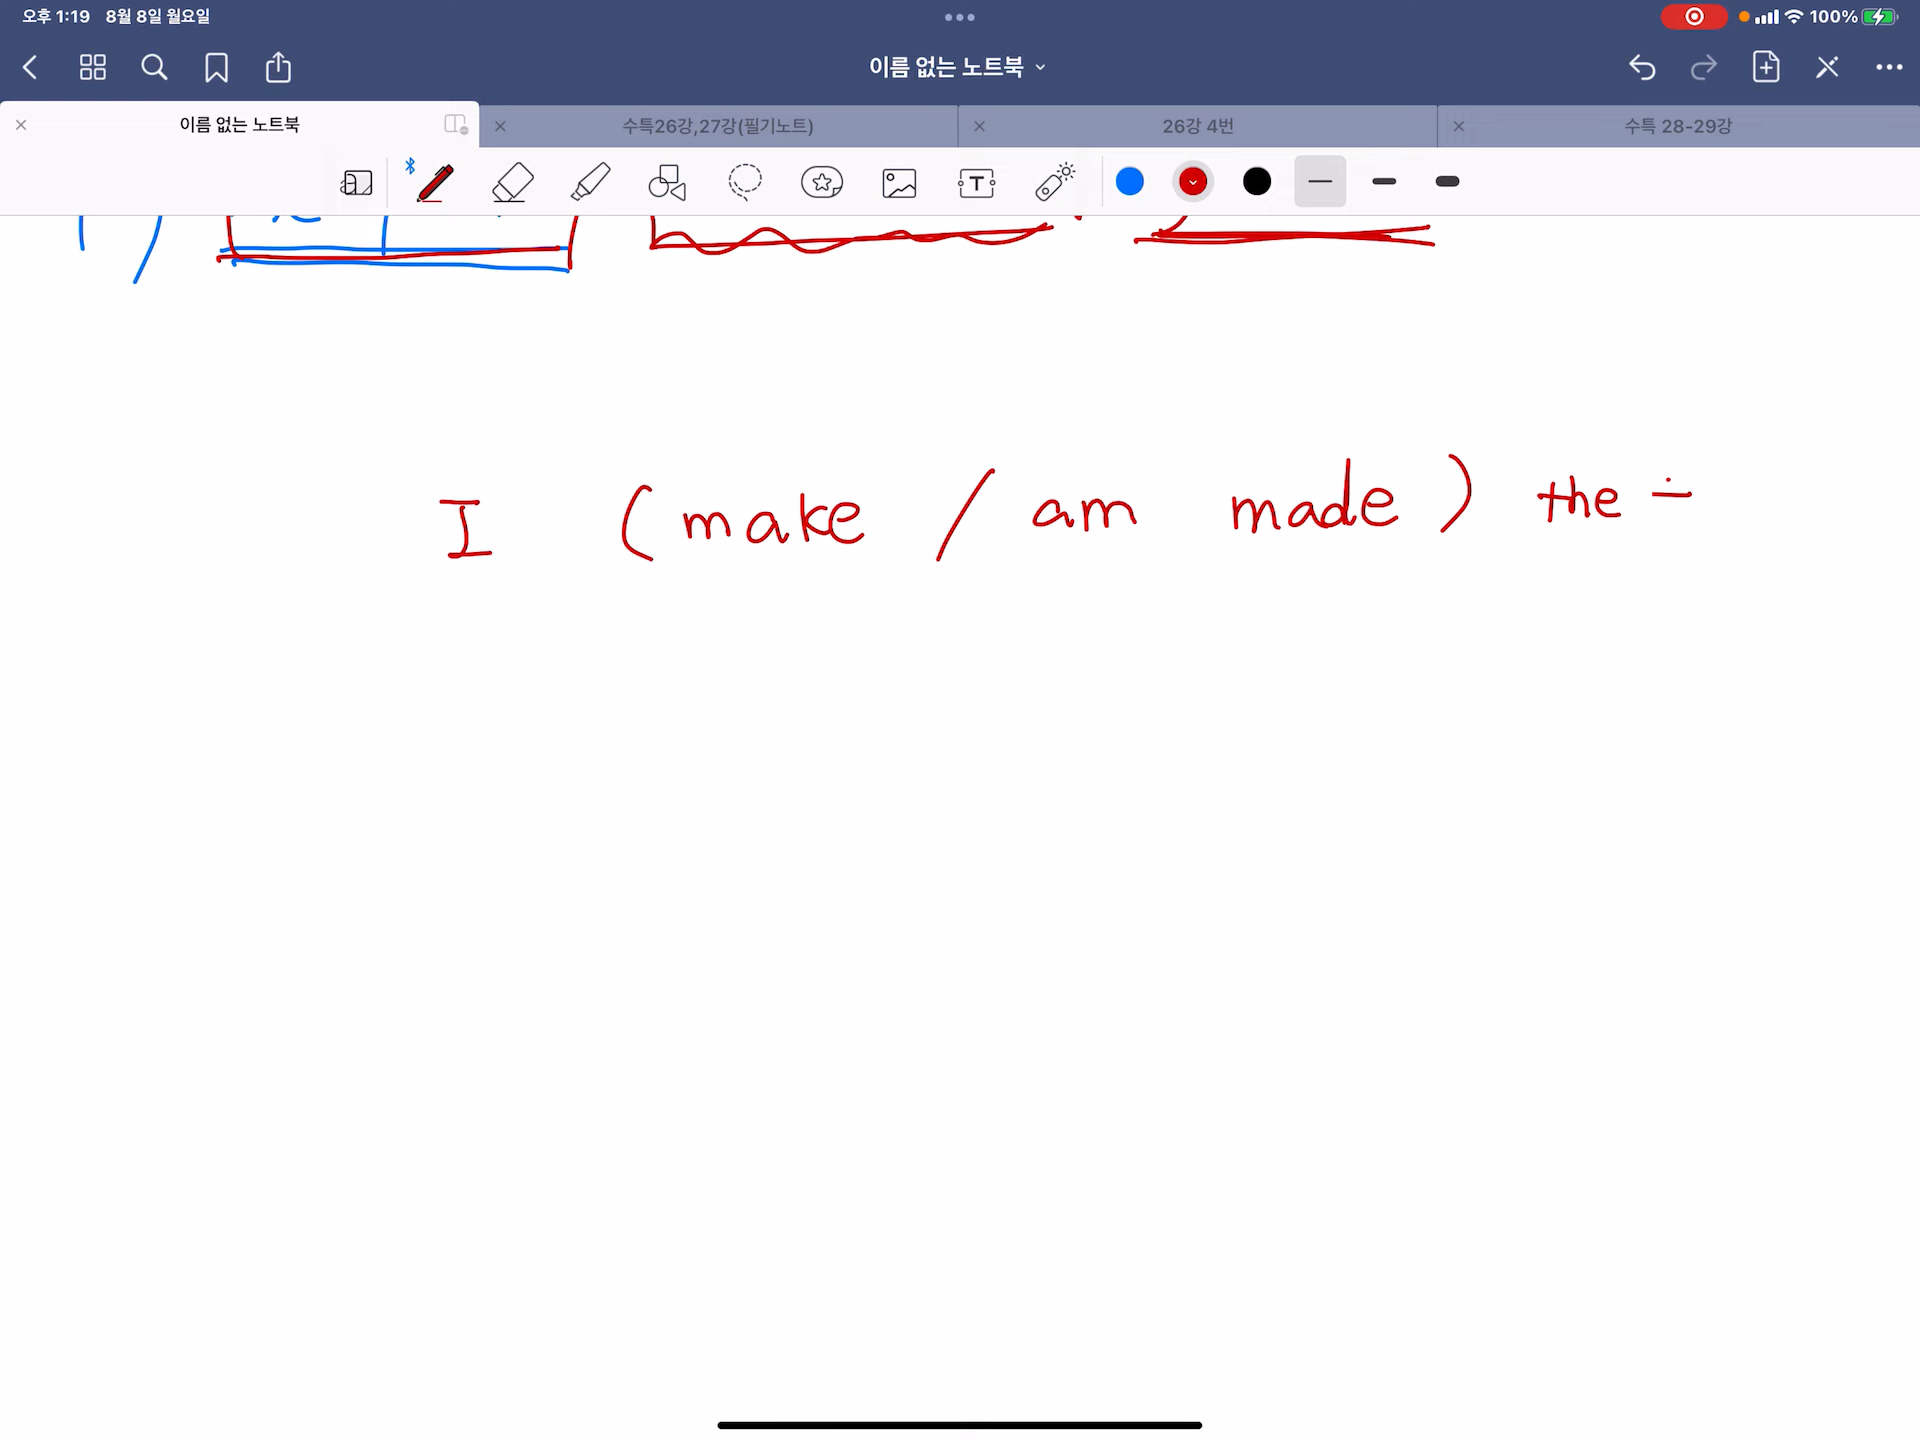 오후 1:19 8월 8일 월요일
100%
이름 없는 노트북
이름 없는 노트북
수특26강,27강(필기노트)
26강 4번
수특 28-29강
I (make / am made) the